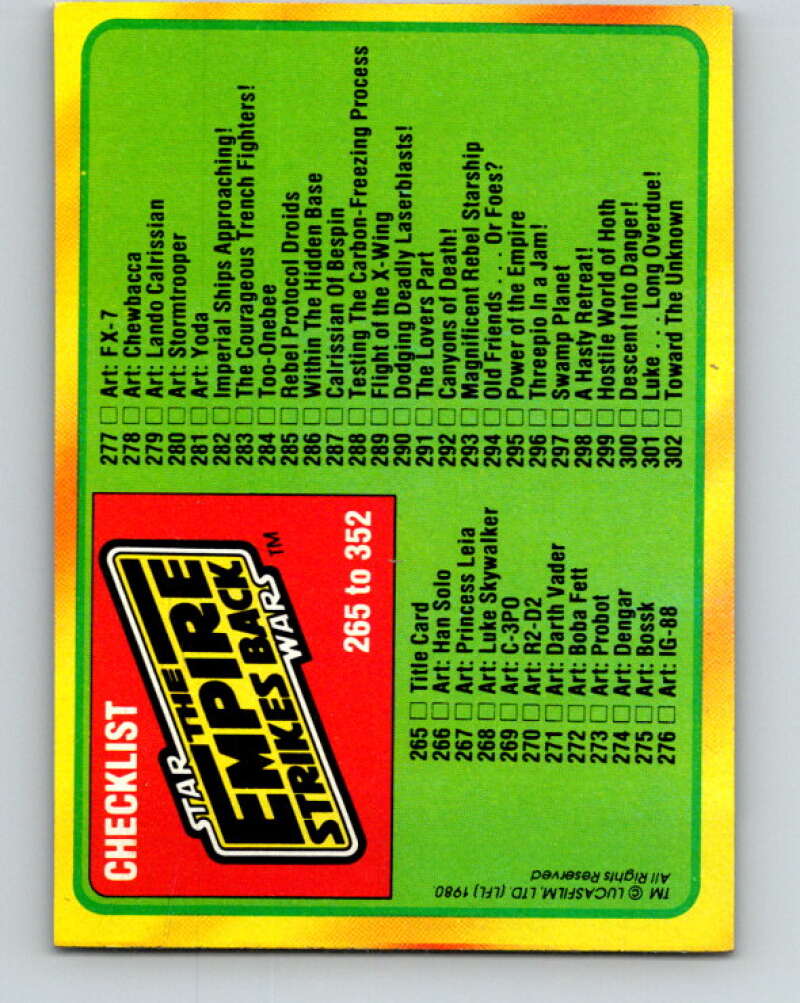 CHECKLIST
STAR
THE
EMPIRE
STRIKES BACK
WARS
TM
265 to 352
265 Title Card
266 Art: Han Solo
267 Art: Princess Leia
268 Art: Luke Skywalker
269 Art: C-3PO
270 Art: R2-D2
271 Art: Darth Vader
272 Art: Boba Fett
273 Art: Probot
274 Art: Dengar
275 Art: Bossk
276 Art: IG-88
277 Art: FX-7
278 Art: Chewbacca
279 Art: Lando Calrissian
280 Art: Stormtrooper
281 Art: Yoda
282 Imperial Ships Approaching!
283 The Courageous Trench Fighters!
284 Too-Onebee
285 Rebel Protocol Droids
286 Within The Hidden Base
287 Calrissian Of Bespin
288 Testing The Carbon-Freezing Process
289 Flight of the X-Wing
290 Dodging Deadly Laserblasts!
291 The Lovers Part
292 Canyons of Death!
293 Magnificent Rebel Starship
294 Old Friends . . . Or Foes?
295 Power of the Empire
296 Threepio In a Jam!
297 Swamp Planet
298 A Hasty Retreat!
299 Hostile World of Hoth
300 Descent Into Danger!
301 Luke . . . Long Overdue!
302 Toward The Unknown
TM © LUCASFILM, LTD. (LFL) 1980.
All Rights Reserved